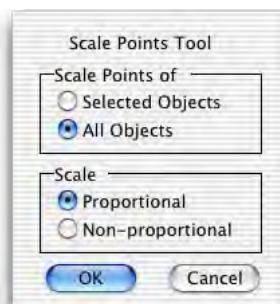 Scale Points Tool
Scale Points of
Selected Objects
All Objects
Scale
Proportional
Non-proportional
OK
Cancel